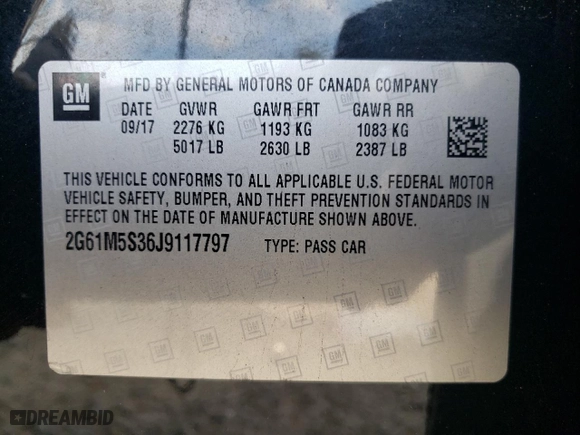 GM
MFD BY GENERAL MOTORS OF CANADA COMPANY
DATE GVWR GAWR FRT GAWR RR
09/17 2276 KG 1193 KG 1083 KG
5017 LB 2630 LB 2387 LB
THIS VEHICLE CONFORMS TO ALL APPLICABLE U.S. FEDERAL MOTOR
VEHICLE SAFETY, BUMPER, AND THEFT PREVENTION STANDARDS IN
EFFECT ON THE DATE OF MANUFACTURE SHOWN ABOVE.
2G61M5S36J9117797 TYPE: PASS CAR
DREAMBID